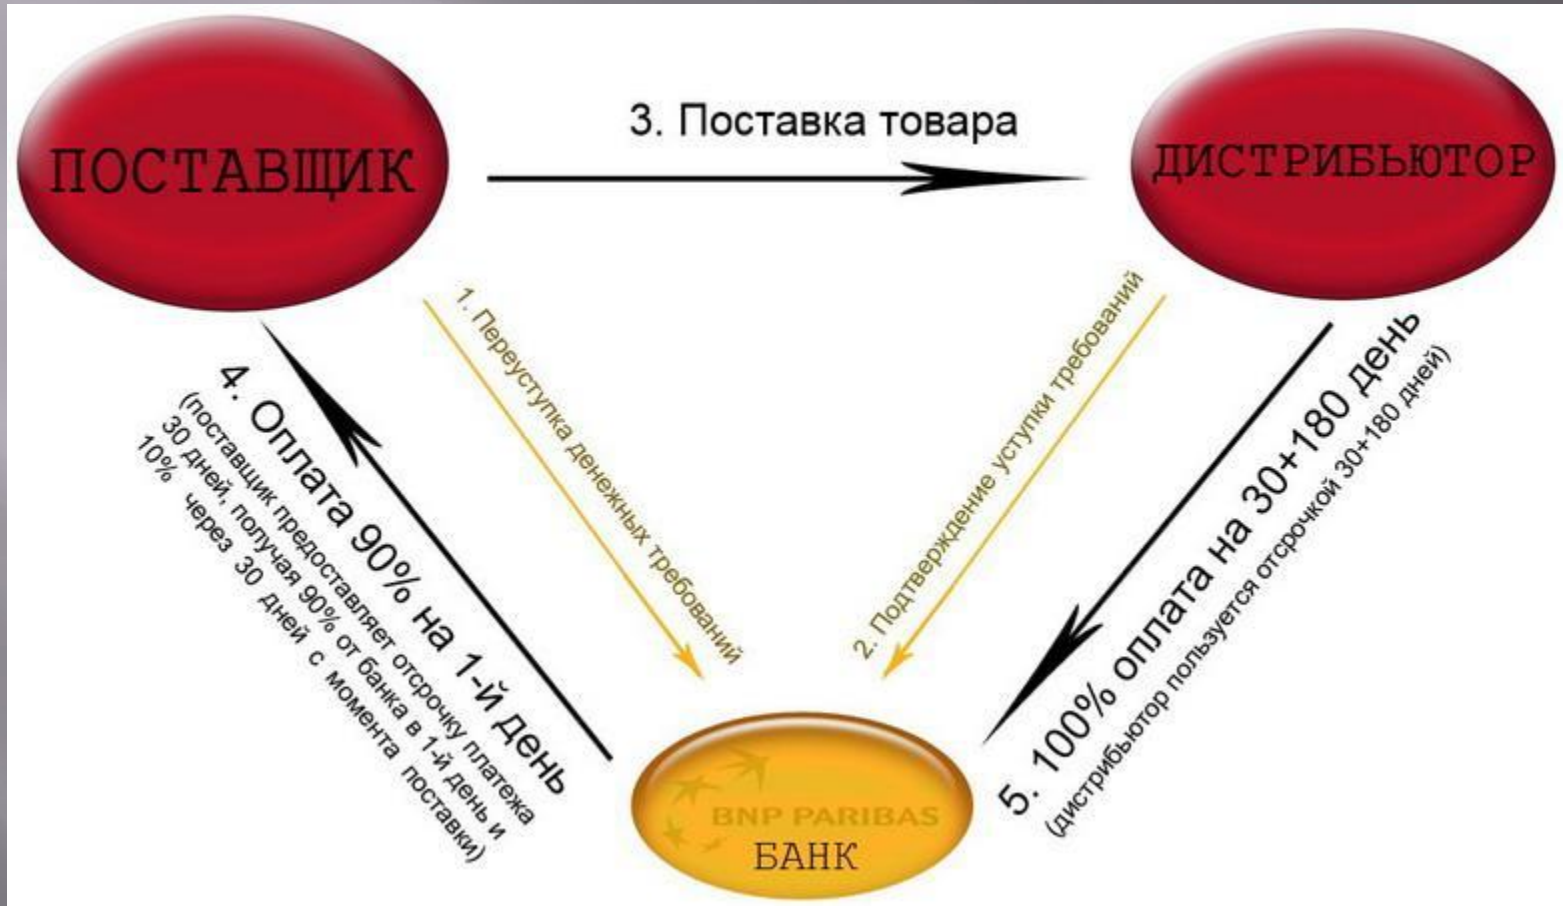 3. Поставка товара
ПОСТАВЩИК
ДИСТРИБЬЮТОР
1. Переуступка денежных требований
2. Подтверждение уступки требований
4. Оплата 90% на 1-й день
(поставщик предоставляет отсрочку платежа
30 дней, получая 90% от банка в 1-й день и
10% через 30 дней с момента поставки)
5. 100% оплата на 30+180 день
(дистрибьютор пользуется отсрочкой 30+180 дней)
BNP PARIBAS
БАНК